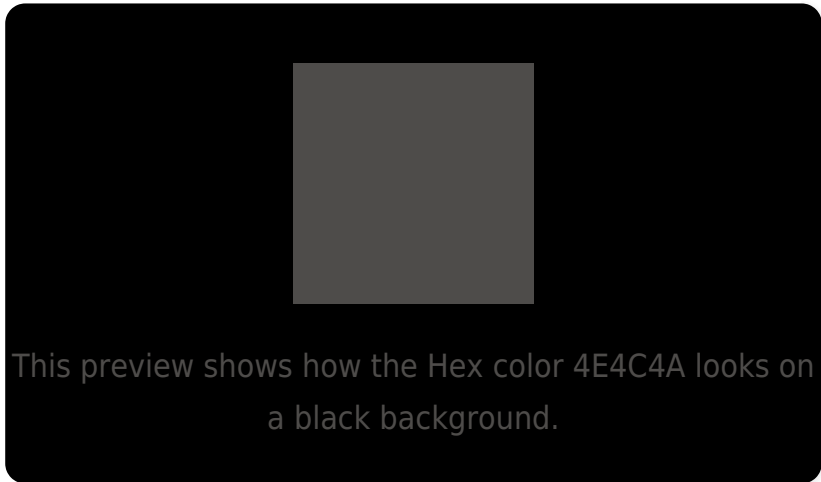 This preview shows how the Hex color 4E4C4A looks on
a black background.